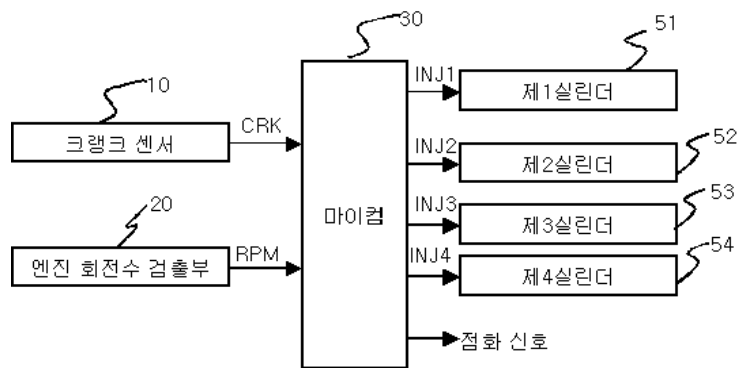 30
51
INJ1
제1실린더
10
CRK
크랭크 센서
INJ2
제2실린더
52
마이컴
53
INJ3
제3실린더
20
RPM
엔진 회전수 검출부
INJ4
제4실린더
54
점화 신호